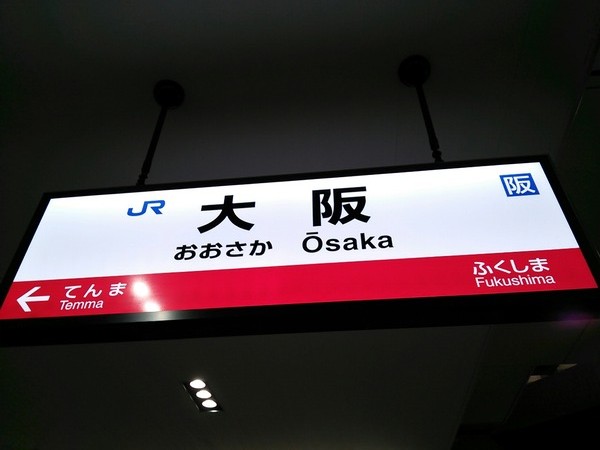 JR 大阪 阪
おおさか Ōsaka
← てんま ふくしま
Temma Fukushima